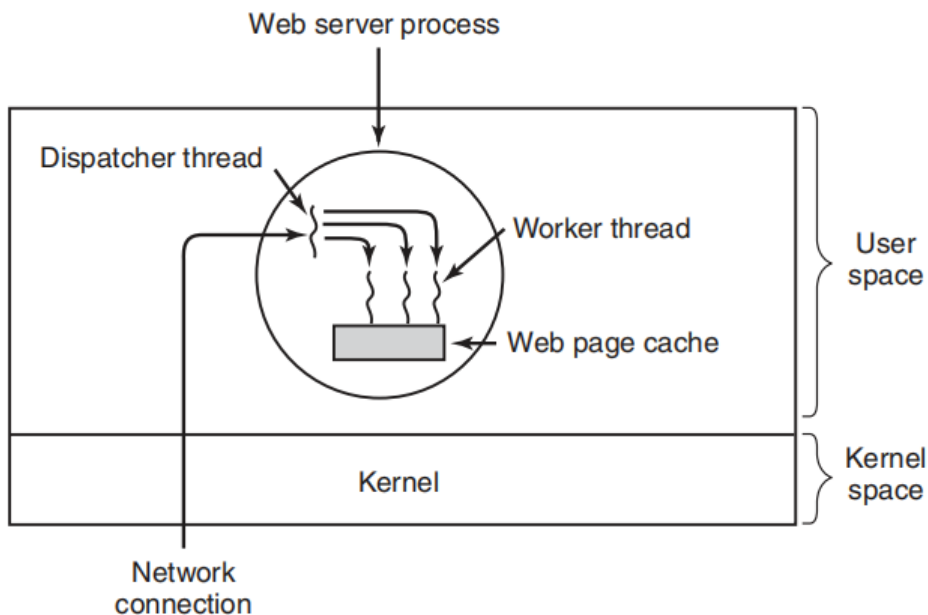 Web server process
Dispatcher thread
Worker thread
User
space
Web page cache
Kernel
Kernel
space
Network
connection